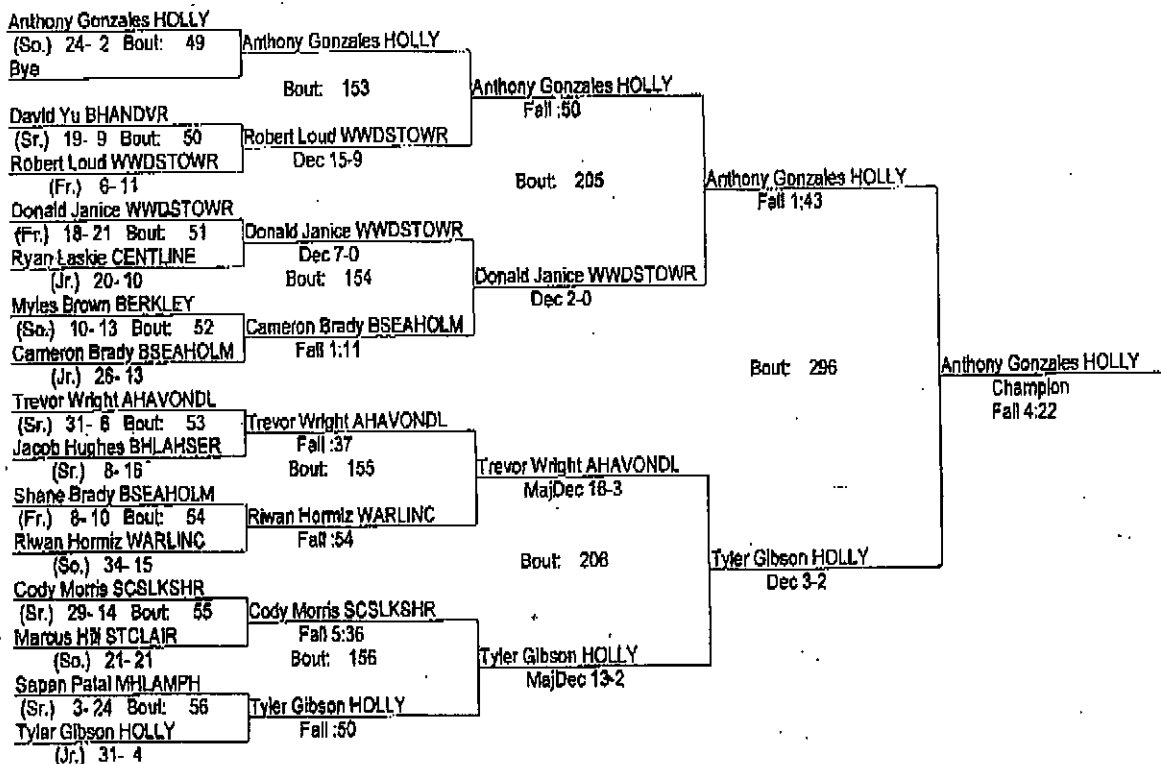 Anthony Gonzales HOLLY
(So.) 24- 2 Bout: 49
Bye
David Yu BHANDVR
(Sr.) 19- 9 Bout: 50
Robert Loud WWDSTOWR
(Fr.) 6- 11
Donald Janice WWDSTOWR
(Fr.) 18- 21 Bout: 51
Ryan Laskie CENTLINE
(Jr.) 20- 10
Myles Brown BERKLEY
(So.) 10- 13 Bout: 52
Cameron Brady BSEAHOLM
(Jr.) 26- 13
Trevor Wright AHAVONDL
(Sr.) 31- 6 Bout: 53
Jacob Hughes BHLAHSER
(Sr.) 8- 16
Shane Brady BSEAHOLM
(Fr.) 8- 10 Bout: 54
Riwan Hormiz WARLINC
(So.) 34- 15
Cody Morris SCSLKSHR
(Sr.) 29- 14 Bout: 55
Marcus Hill STCLAIR
(So.) 21- 21
Sapan Patal MHLAMPH
(Sr.) 3- 24 Bout: 56
Tyler Gibson HOLLY
(Jr.) 31- 4
Anthony Gonzales HOLLY
Bout: 153
Robert Loud WWDSTOWR
Dec 15-9
Donald Janice WWDSTOWR
Dec 7-0
Bout: 154
Cameron Brady BSEAHOLM
Fall 1:11
Trevor Wright AHAVONDL
Fall :37
Bout: 155
Riwan Hormiz WARLINC
Fall :54
Cody Morris SCSLKSHR
Fall 5:36
Bout: 156
Tyler Gibson HOLLY
Fall :50
Anthony Gonzales HOLLY
Fall :50
Bout: 205
Donald Janice WWDSTOWR
Dec 2-0
Trevor Wright AHAVONDL
MajDec 18-3
Bout: 206
Tyler Gibson HOLLY
MajDec 13-2
Anthony Gonzales HOLLY
Fall 1:43
Bout: 296
Tyler Gibson HOLLY
Dec 3-2
Anthony Gonzales HOLLY
Champion
Fall 4:22